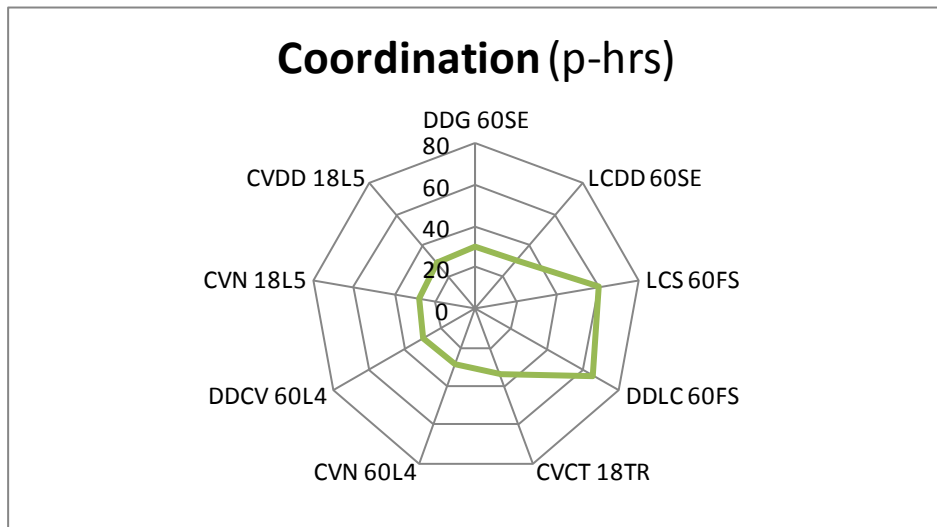 Coordination (p-hrs)
DDG 60SE
80
CVDD 18L5
LCDD 60SE
60
40
CVN 18L5
LCS 60FS
20
0
DDCV 60L4
DDLC 60FS
CVN 60L4
CVCT 18TR